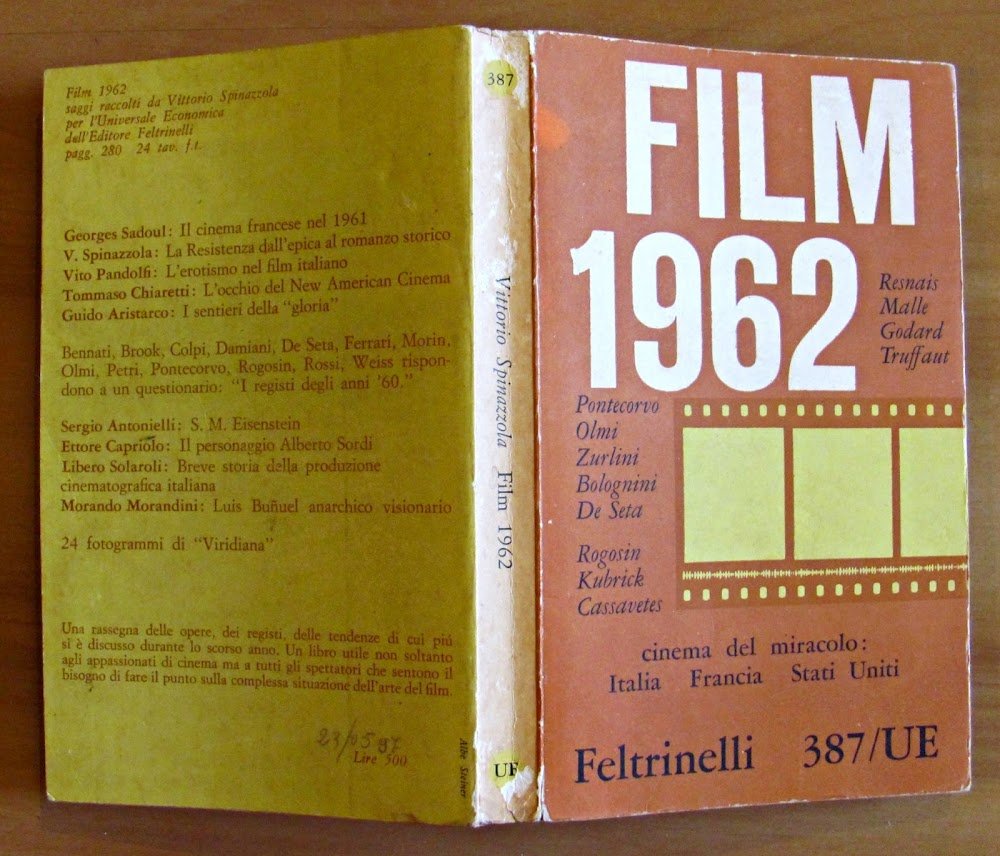 Film 1962
saggi raccolti da Vittorio Spinazzola
per l'Universale Economica
dell'Editore Feltrinelli
pagg. 280 24 tav. f.t.
Georges Sadoul: Il cinema francese nel 1961
V. Spinazzola: La Resistenza dall'epica al romanzo storico
Vito Pandolfi: L'erotismo nel film italiano
Tommaso Chiaretti: L'occhio del New American Cinema
Guido Aristarco: I sentieri della "gloria"
Bennati, Brook, Colpi, Damiani, De Seta, Ferrari, Morin,
Olmi, Petri, Pontecorvo, Rogosin, Rossi, Weiss rispon-
dono a un questionario: "I registi degli anni '60."
Sergio Antonielli: S. M. Eisenstein
Ettore Capriolo: Il personaggio Alberto Sordi
Libero Solaroli: Breve storia della produzione
cinematografica italiana
Morando Morandini: Luis Buñuel anarchico visionario
24 fotogrammi di "Viridiana"
Una rassegna delle opere, dei registi, delle tendenze di cui piú
si è discusso durante lo scorso anno. Un libro utile non soltanto
agli appassionati di cinema ma a tutti gli spettatori che sentono il
bisogno di fare il punto sulla complessa situazione dell'arte del film.
23/05 97
Lire 500
Albe Steiner
387
Vittorio Spinazzola Film 1962
UE
FILM
1962
Resnais
Malle
Godard
Truffaut
Pontecorvo
Olmi
Zurlini
Bolognini
De Seta
Rogosin
Kubrick
Cassavetes
cinema del miracolo:
Italia Francia Stati Uniti
Feltrinelli 387/UE